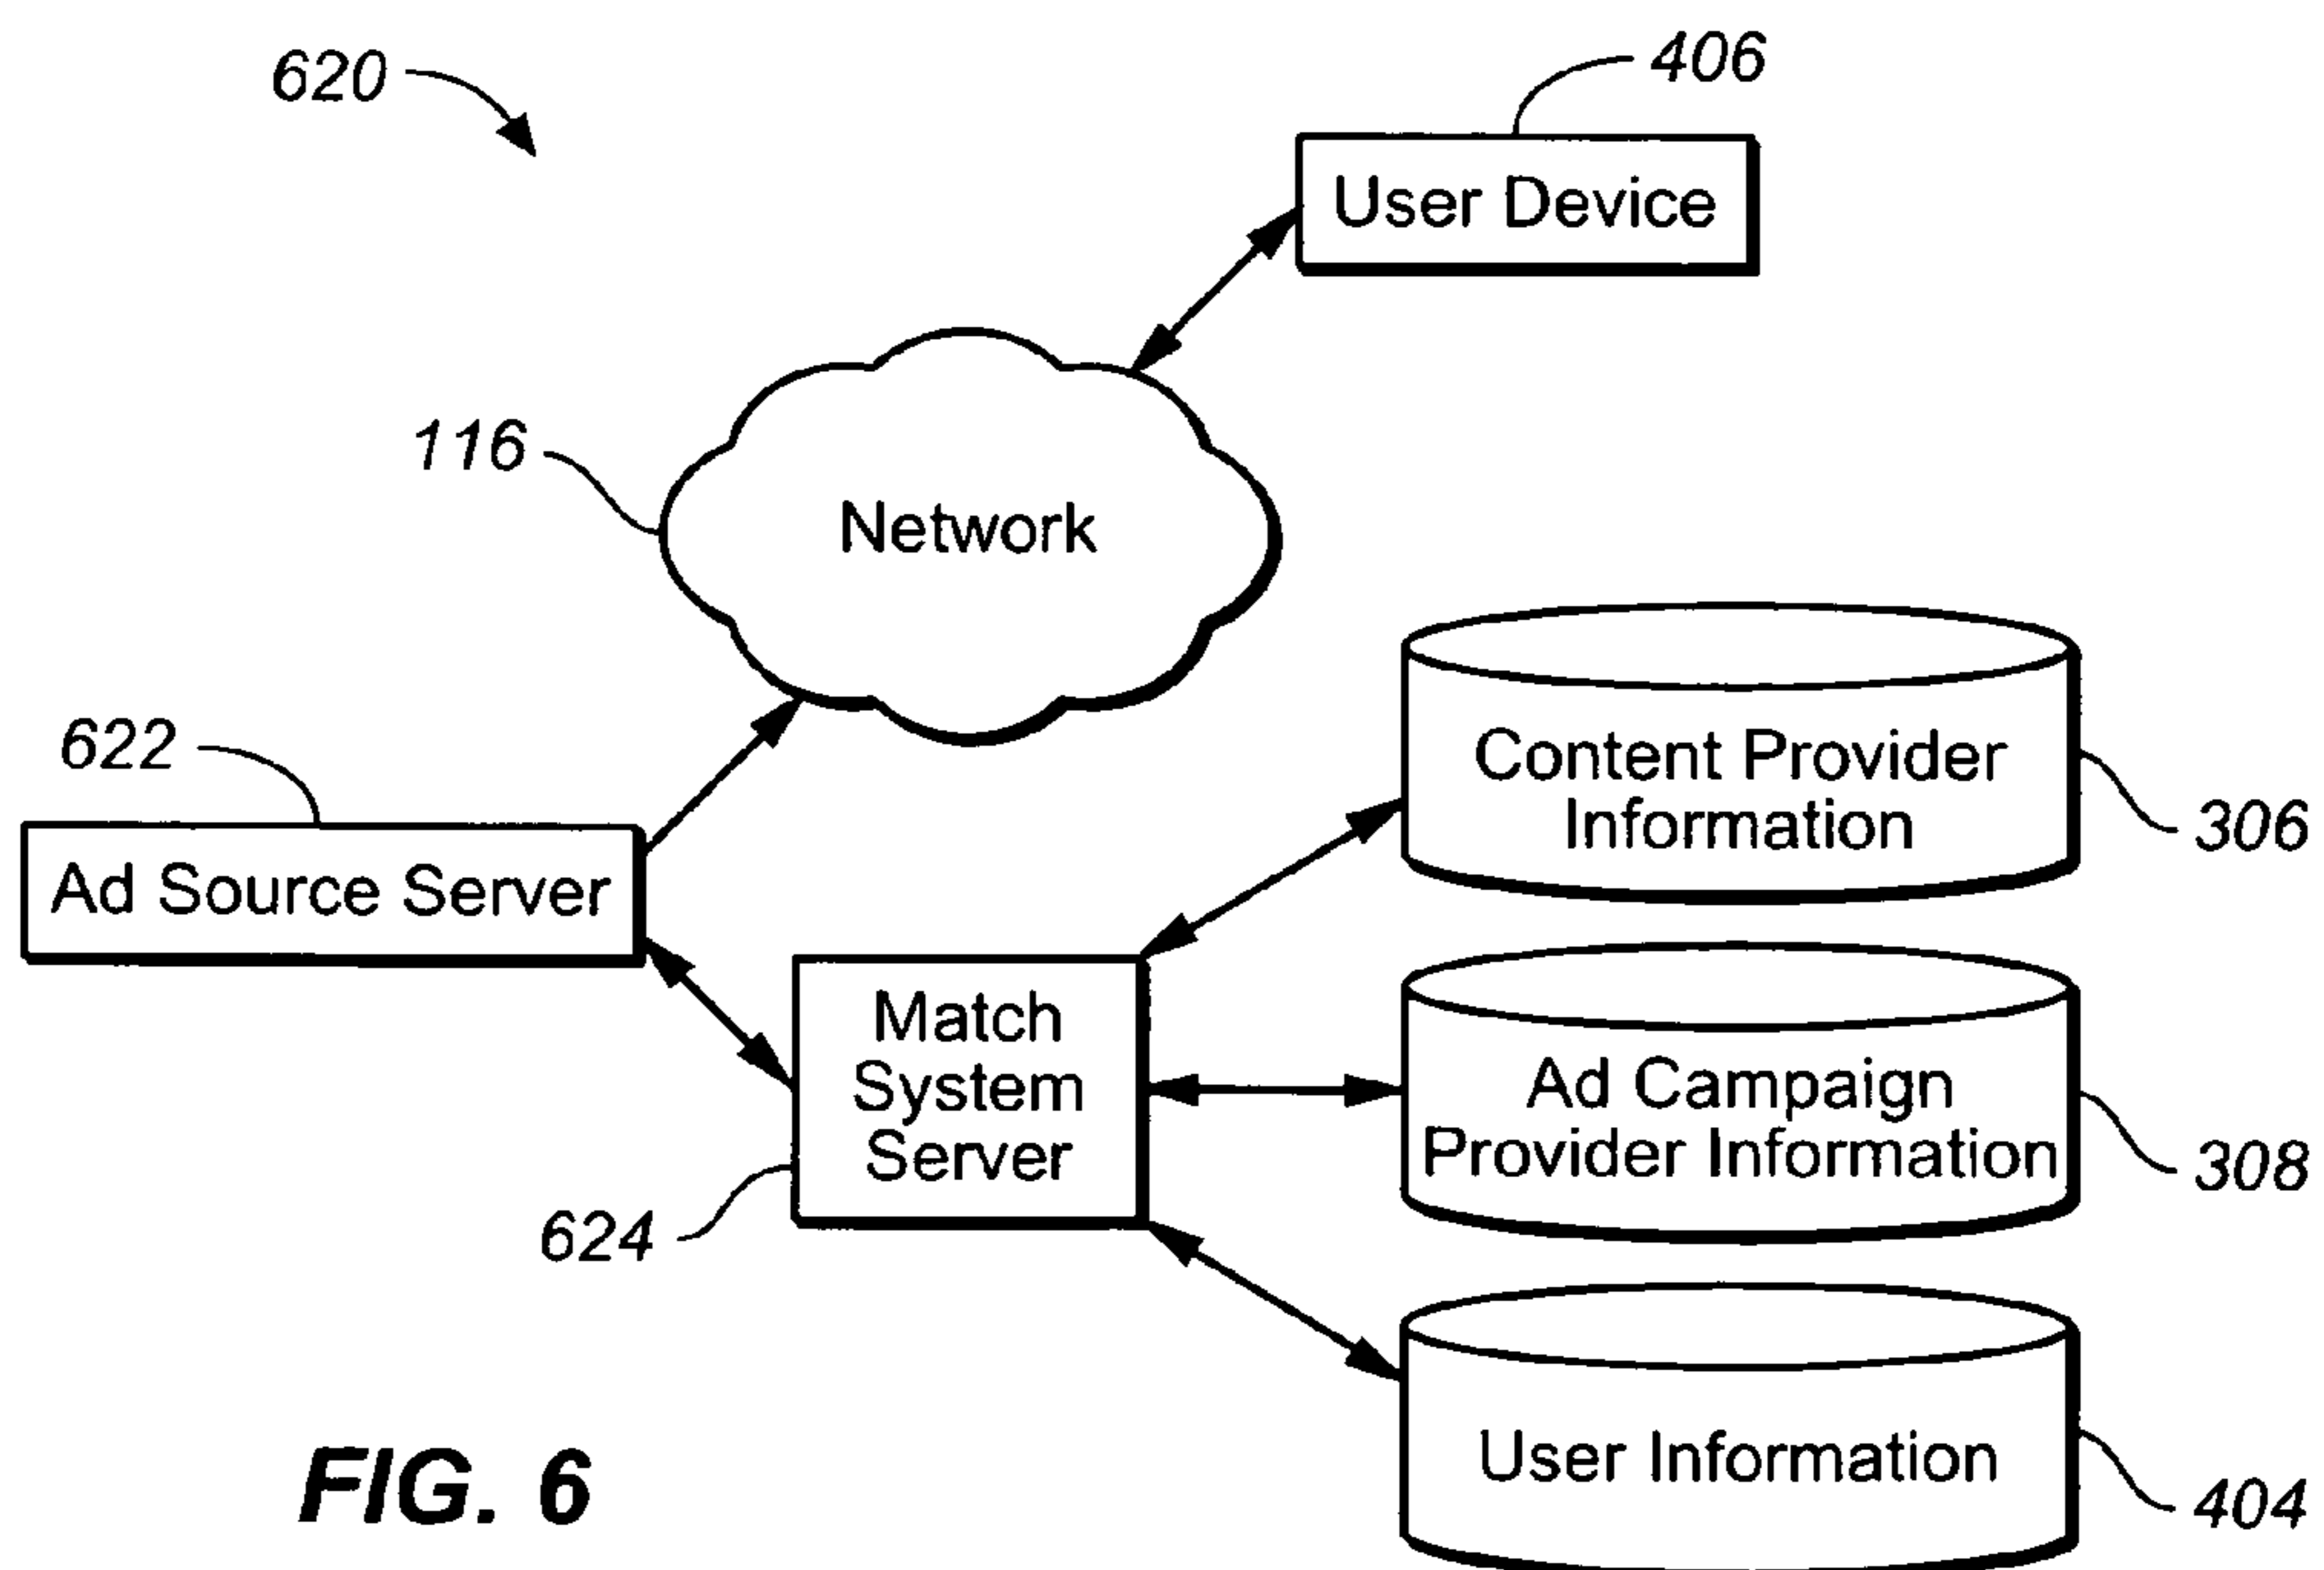 620
406
User Device
116
Network
622
Ad Source Server
Content Provider
Information
306
Match
System
Server
624
Ad Campaign
Provider Information
308
User Information
404
FIG. 6